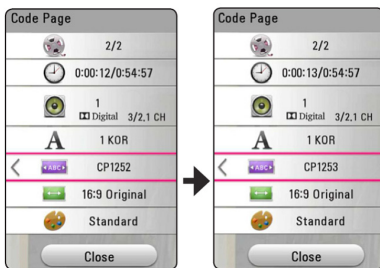 Code Page
2/2
0:00:12/0:54:57
1
Digital 3/2.1 CH
A 1 KOR
ABC CP1252
16:9 Original
Standard
Close
Code Page
2/2
0:00:13/0:54:57
1
Digital 3/2.1 CH
A 1 KOR
ABC CP1253
16:9 Original
Standard
Close